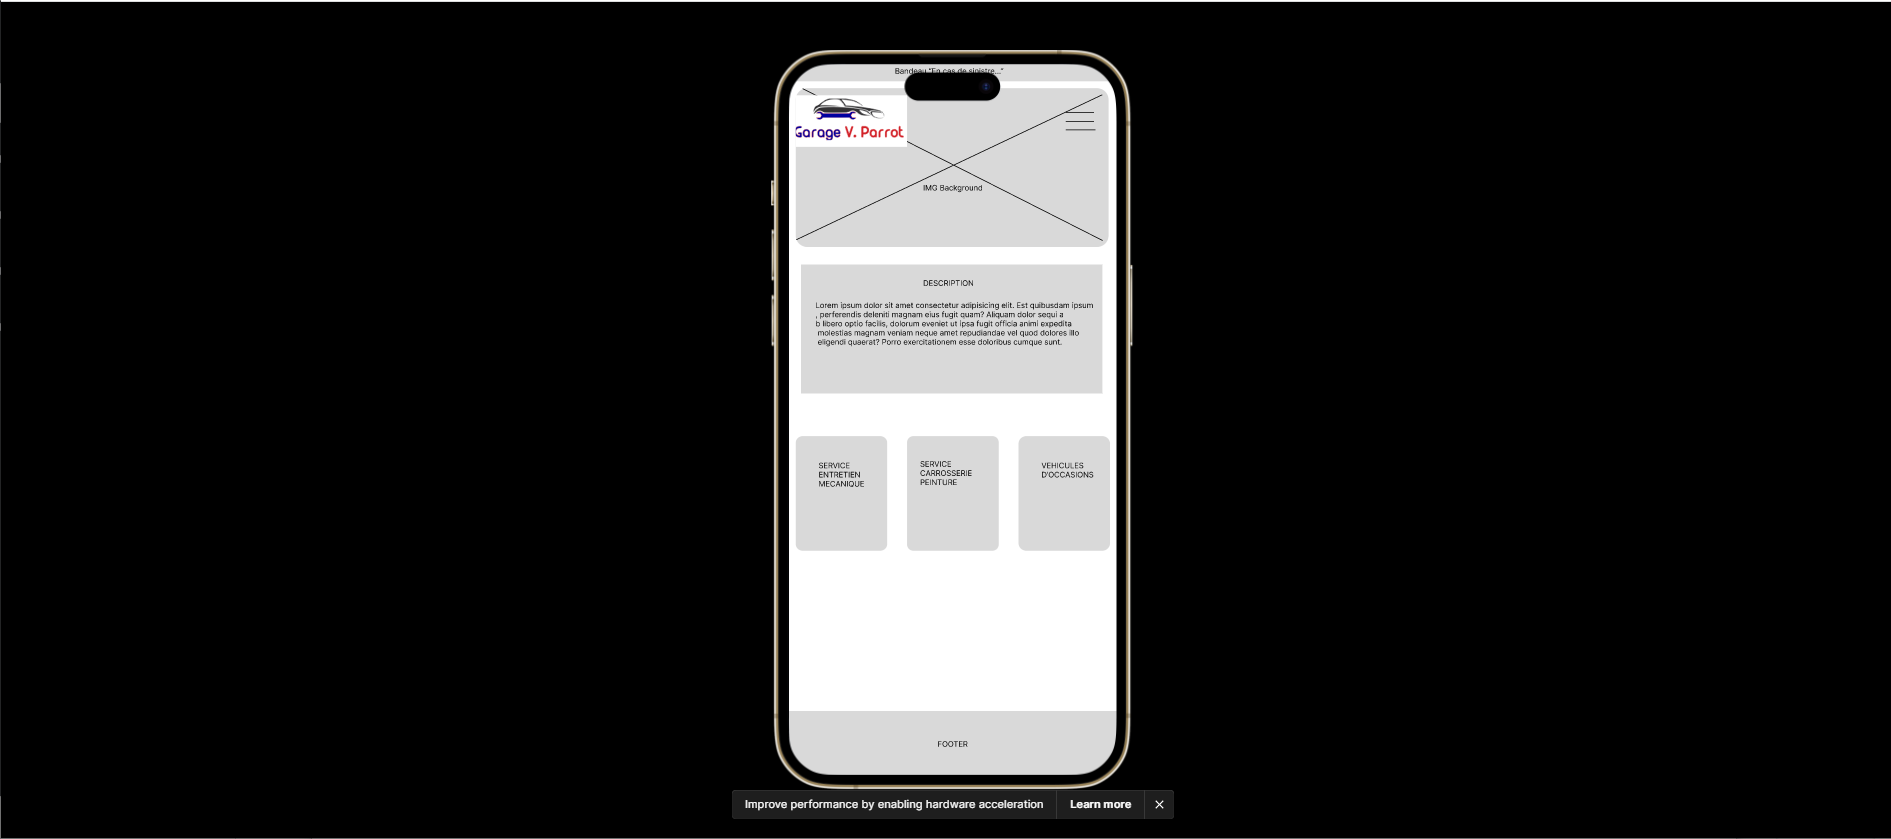 Bandeau "En cas de sinistre..."
Garage V. Parrot
IMG Background
DESCRIPTION
Lorem ipsum dolor sit amet consectetur adipisicing elit. Est quibusdam ipsum
, perferendis deleniti magnam eius fugit quam? Aliquam dolor sequi a
b libero optio facilis, dolorum eveniet ut ipsa fugit officia animi expedita
molestias magnam veniam neque amet repudiandae vel quod dolores illo
eligendi quaerat? Porro exercitationem esse doloribus cumque sunt.
SERVICE
ENTRETIEN
MECANIQUE
SERVICE
CARROSSERIE
PEINTURE
VEHICULES
D'OCCASIONS
FOOTER
Improve performance by enabling hardware acceleration
Learn more